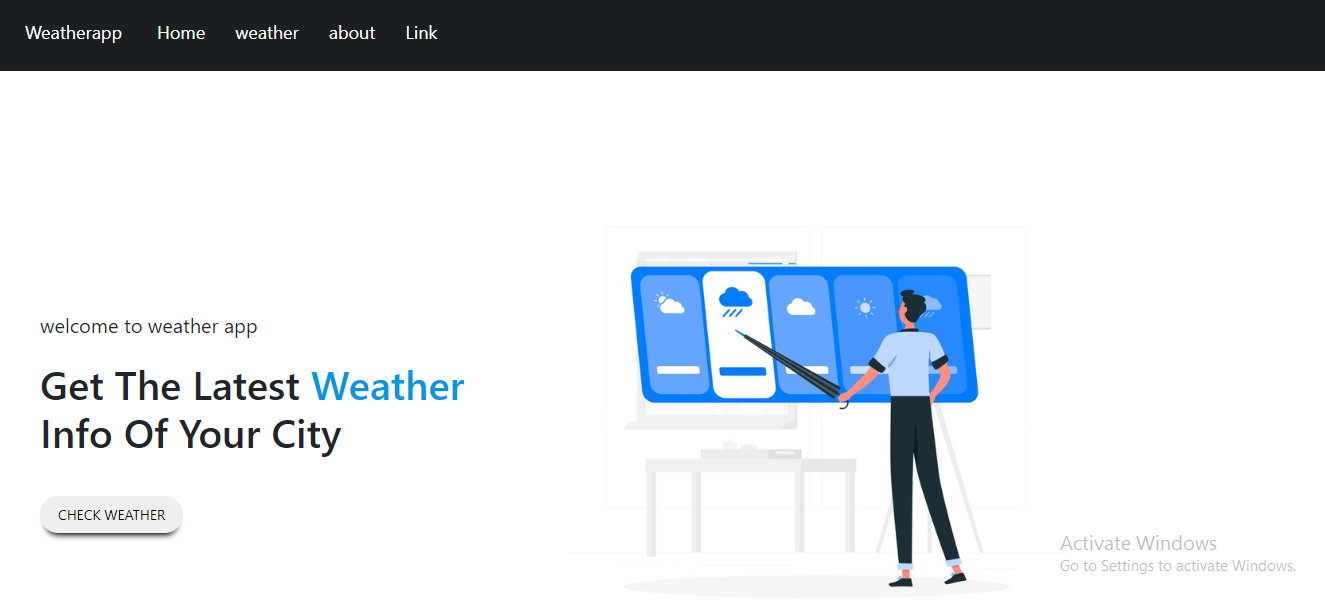 Weatherapp Home weather about Link
welcome to weather app
Get The Latest Weather
Info Of Your City
CHECK WEATHER
Activate Windows
Go to Settings to activate Windows.